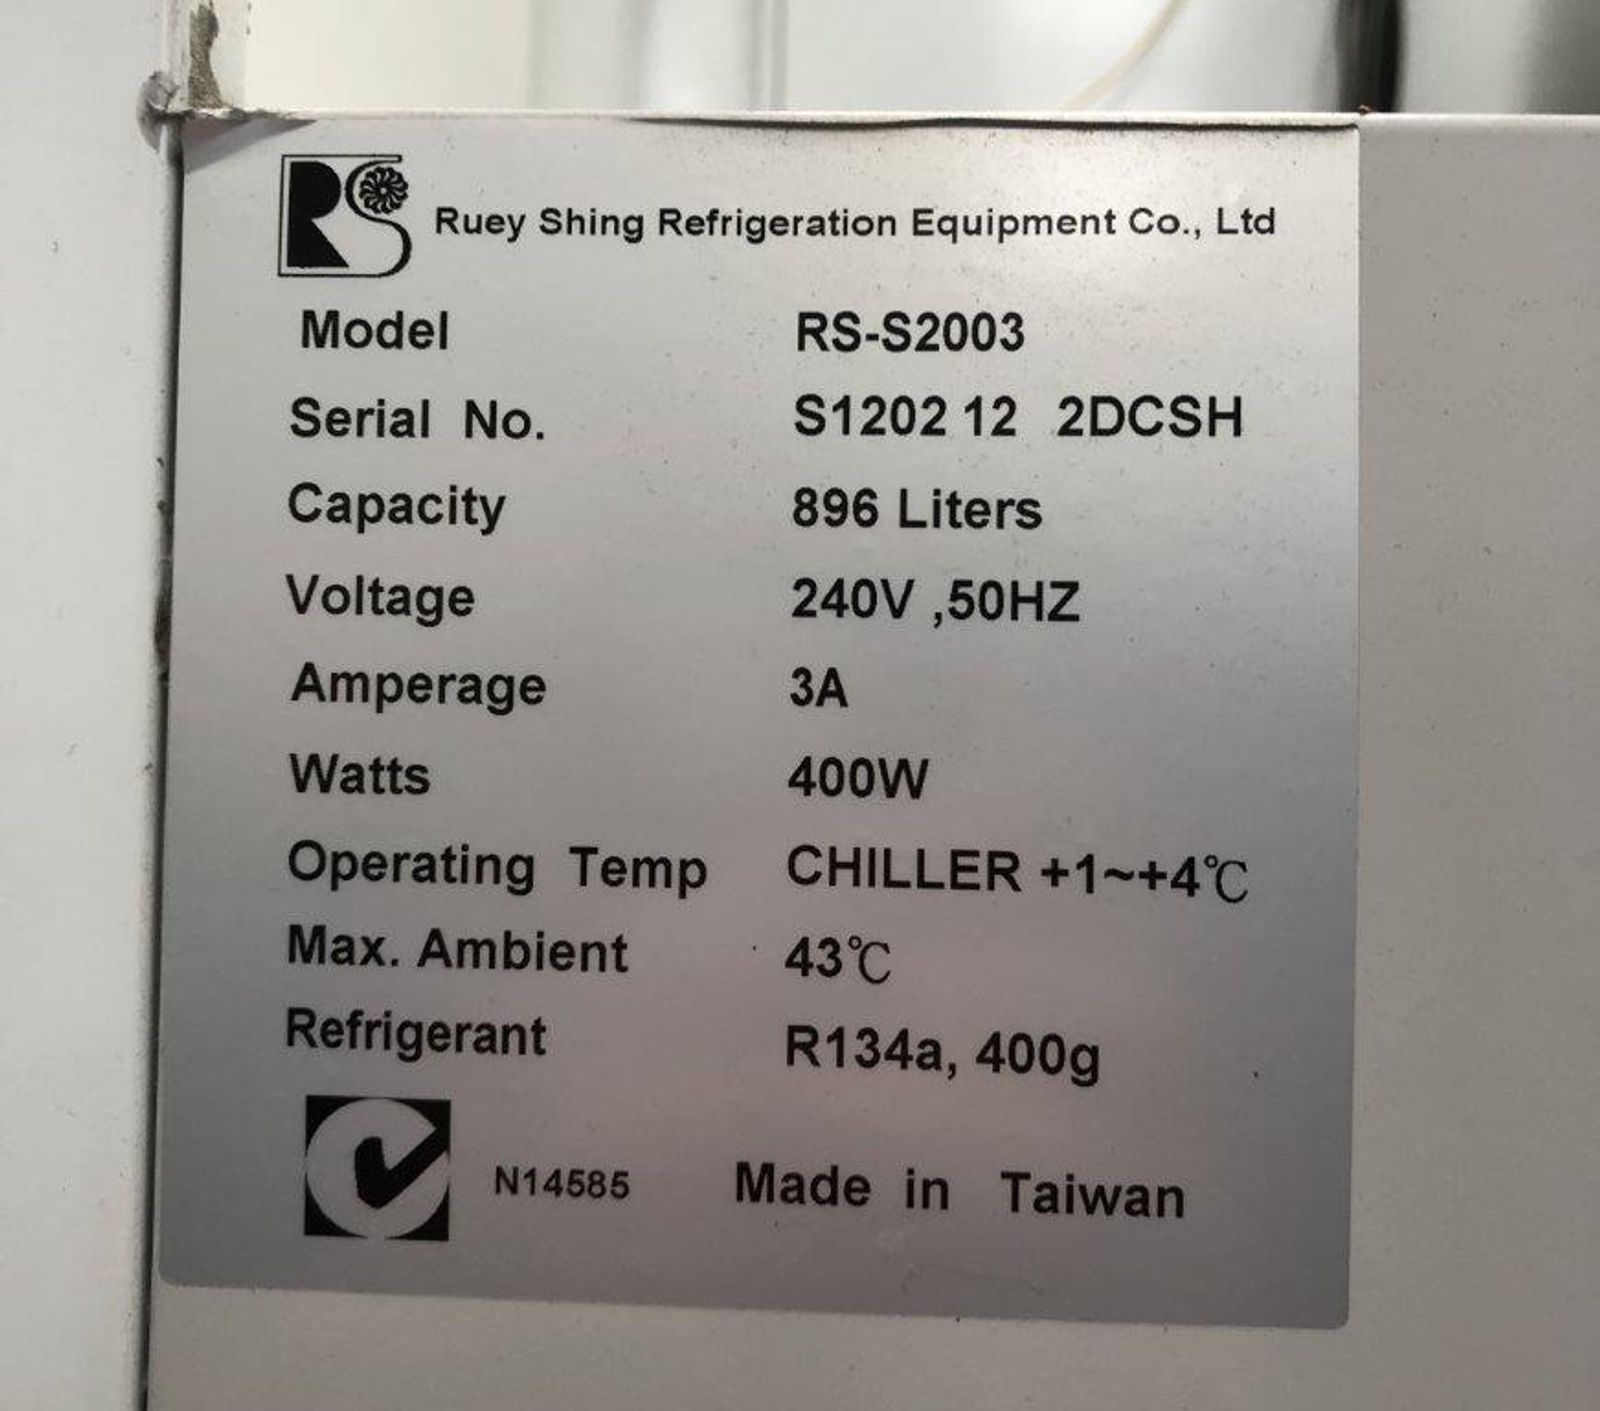 RS Ruey Shing Refrigeration Equipment Co., Ltd
Model RS-S2003
Serial No. S1202 12 2DCSH
Capacity 896 Liters
Voltage 240V ,50HZ
Amperage 3A
Watts 400W
Operating Temp CHILLER +1~+4℃
Max. Ambient 43℃
Refrigerant R134a, 400g
N14585 Made in Taiwan